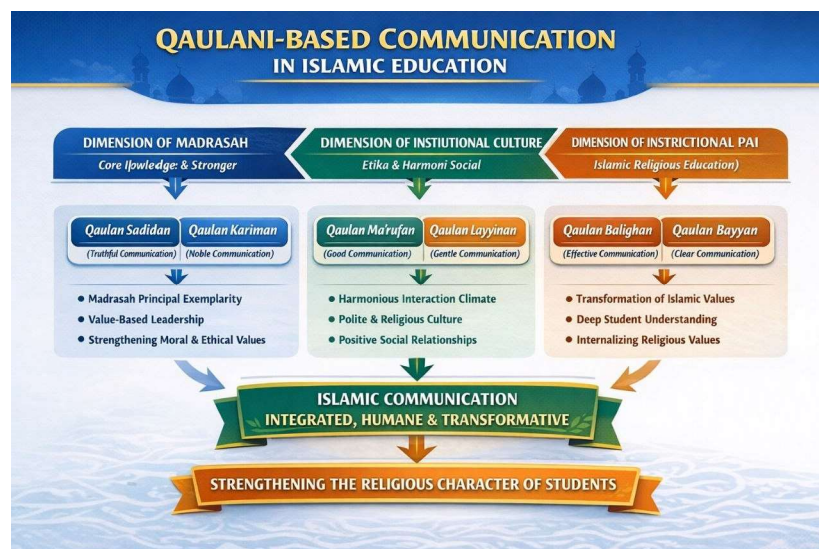 QAULANI-BASED COMMUNICATION
IN ISLAMIC EDUCATION
DIMENSION OF MADRASAH
Core & Stronger
DIMENSION OF INSTIUTIONAL CULTURE
Etika & Harmoni Social
DIMENSION OF INSTRICTIONAL PAI
Islamic Religious Education)
Qaulan Sadidan
(Truthful Communication)
Qaulan Kariman
(Noble Communication)
• Madrasah Principal Exemplarity
• Value-Based Leadership
• Strengthening Moral & Ethical Values
Qaulan Ma'rufan
(Good Communication)
Qaulan Layyinan
(Gentle Communication)
• Harmonious Interaction Climate
• Polite & Religious Culture
• Positive Social Relationships
Qaulan Balighan
(Effective Communication)
Qaulan Bayyan
(Clear Communication)
• Transformation of Islamic Values
• Deep Student Understanding
• Internalizing Religious Values
ISLAMIC COMMUNICATION
INTEGRATED, HUMANE & TRANSFORMATIVE
STRENGTHENING THE RELIGIOUS CHARACTER OF STUDENTS